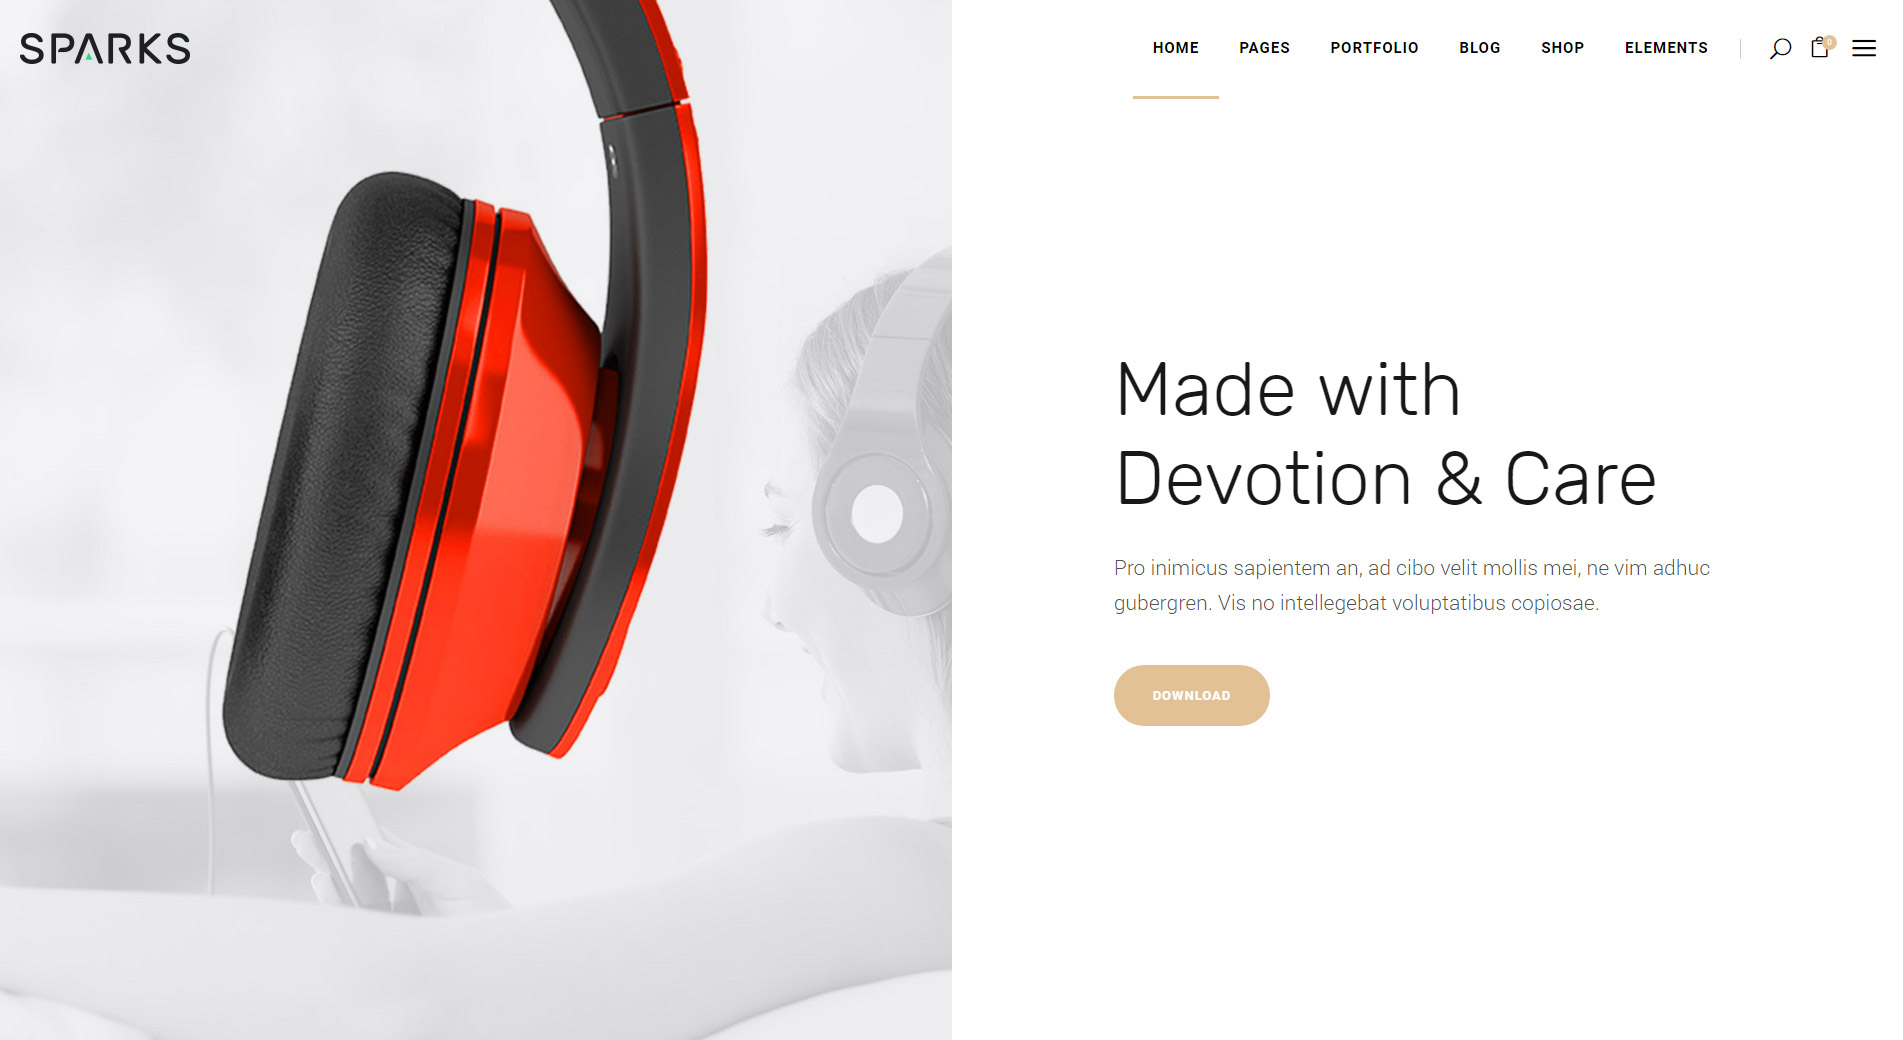 SPARKS
HOME PAGES PORTFOLIO BLOG SHOP ELEMENTS
0
Made with
Devotion & Care
Pro inimicus sapientem an, ad cibo velit mollis mei, ne vim adhuc
gubergren. Vis no intellegebat voluptatibus copiosae.
DOWNLOAD